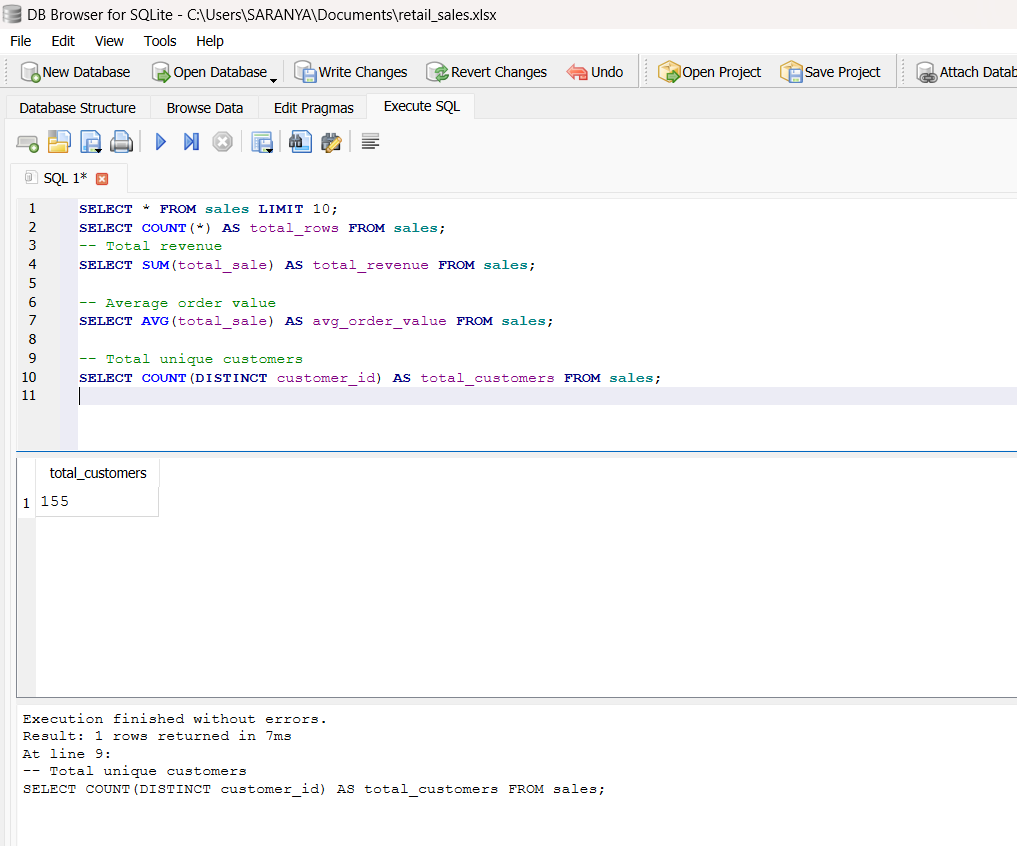 DB Browser for SQLite - C:\Users\SARANYA\Documents\retail_sales.xlsx
File Edit View Tools Help
New Database Open Database Write Changes Revert Changes Undo Open Project Save Project Attach Datab
Database Structure Browse Data Edit Pragmas Execute SQL
SQL 1*
1 SELECT * FROM sales LIMIT 10;
2 SELECT COUNT(*) AS total_rows FROM sales;
3 -- Total revenue
4 SELECT SUM(total_sale) AS total_revenue FROM sales;
5
6 -- Average order value
7 SELECT AVG(total_sale) AS avg_order_value FROM sales;
8
9 -- Total unique customers
10 SELECT COUNT(DISTINCT customer_id) AS total_customers FROM sales;
11
total_customers
1 155
Execution finished without errors.
Result: 1 rows returned in 7ms
At line 9:
-- Total unique customers
SELECT COUNT(DISTINCT customer_id) AS total_customers FROM sales;